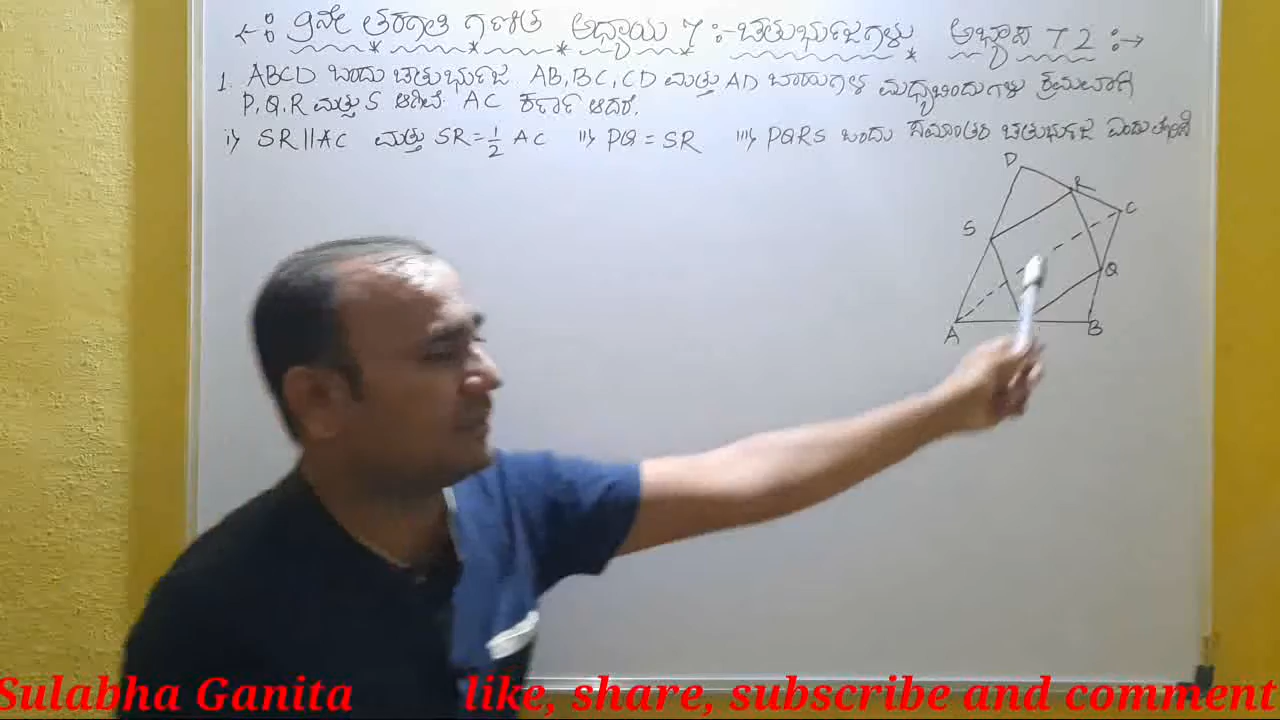 ←: 9ನೇ ತರಗಾತಿ ಗಣಿತ ಅಧ್ಯಾಯ 7 :- ಚತುರ್ಭುಜಗಳು ಅಭ್ಯಾಸ 7 2 :→
1. ABCD ಒಂದು ಚತುರ್ಭುಜ AB, BC, CD ಮತ್ತು AD ಬಾಹುಗಳ ಮಧ್ಯಬಿಂದುಗಳು ಕ್ರಮವಾಗಿ
P, Q, R ಮತ್ತು S ಆಗಿವೆ. AC ಕರ್ಣ ಆದರೆ.
i) SR||AC ಮತ್ತು SR = 1/2 AC ii) PQ = SR iii) PQRS ಒಂದು ಸಮಾಂತರ ಚತುರ್ಭುಜ ಎಂದು
D
R
C
S
Q
A
B
Sulabha Ganita like, share, subscribe and comment